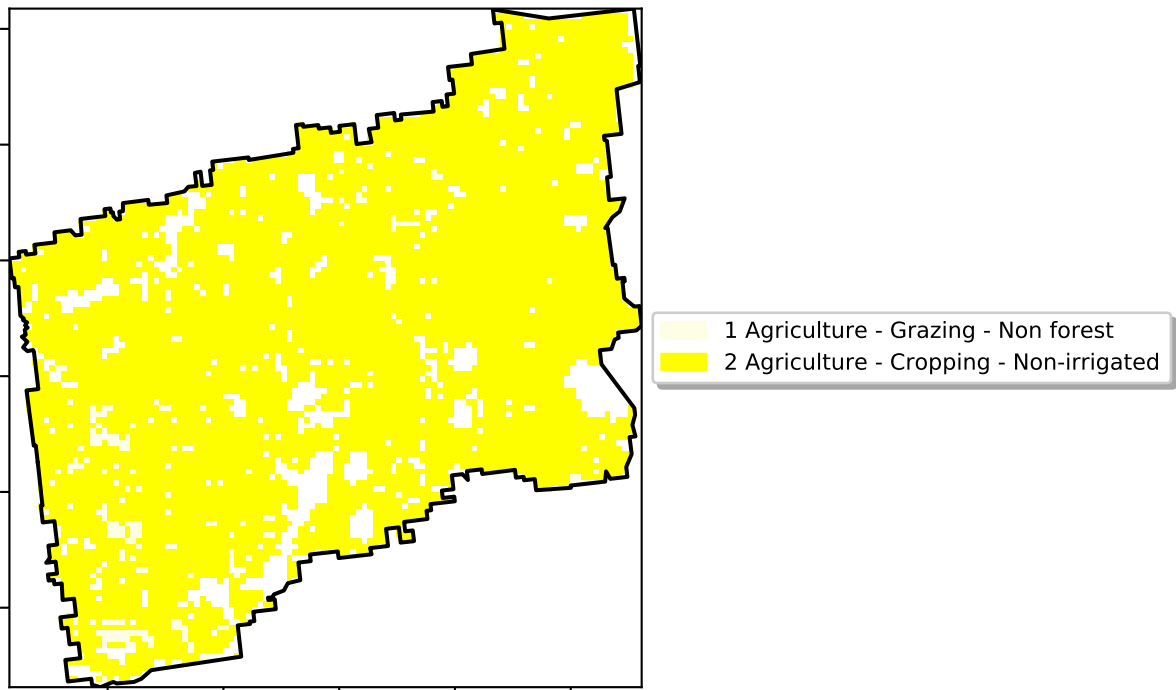 1 Agriculture - Grazing - Non forest
2 Agriculture - Cropping - Non-irrigated